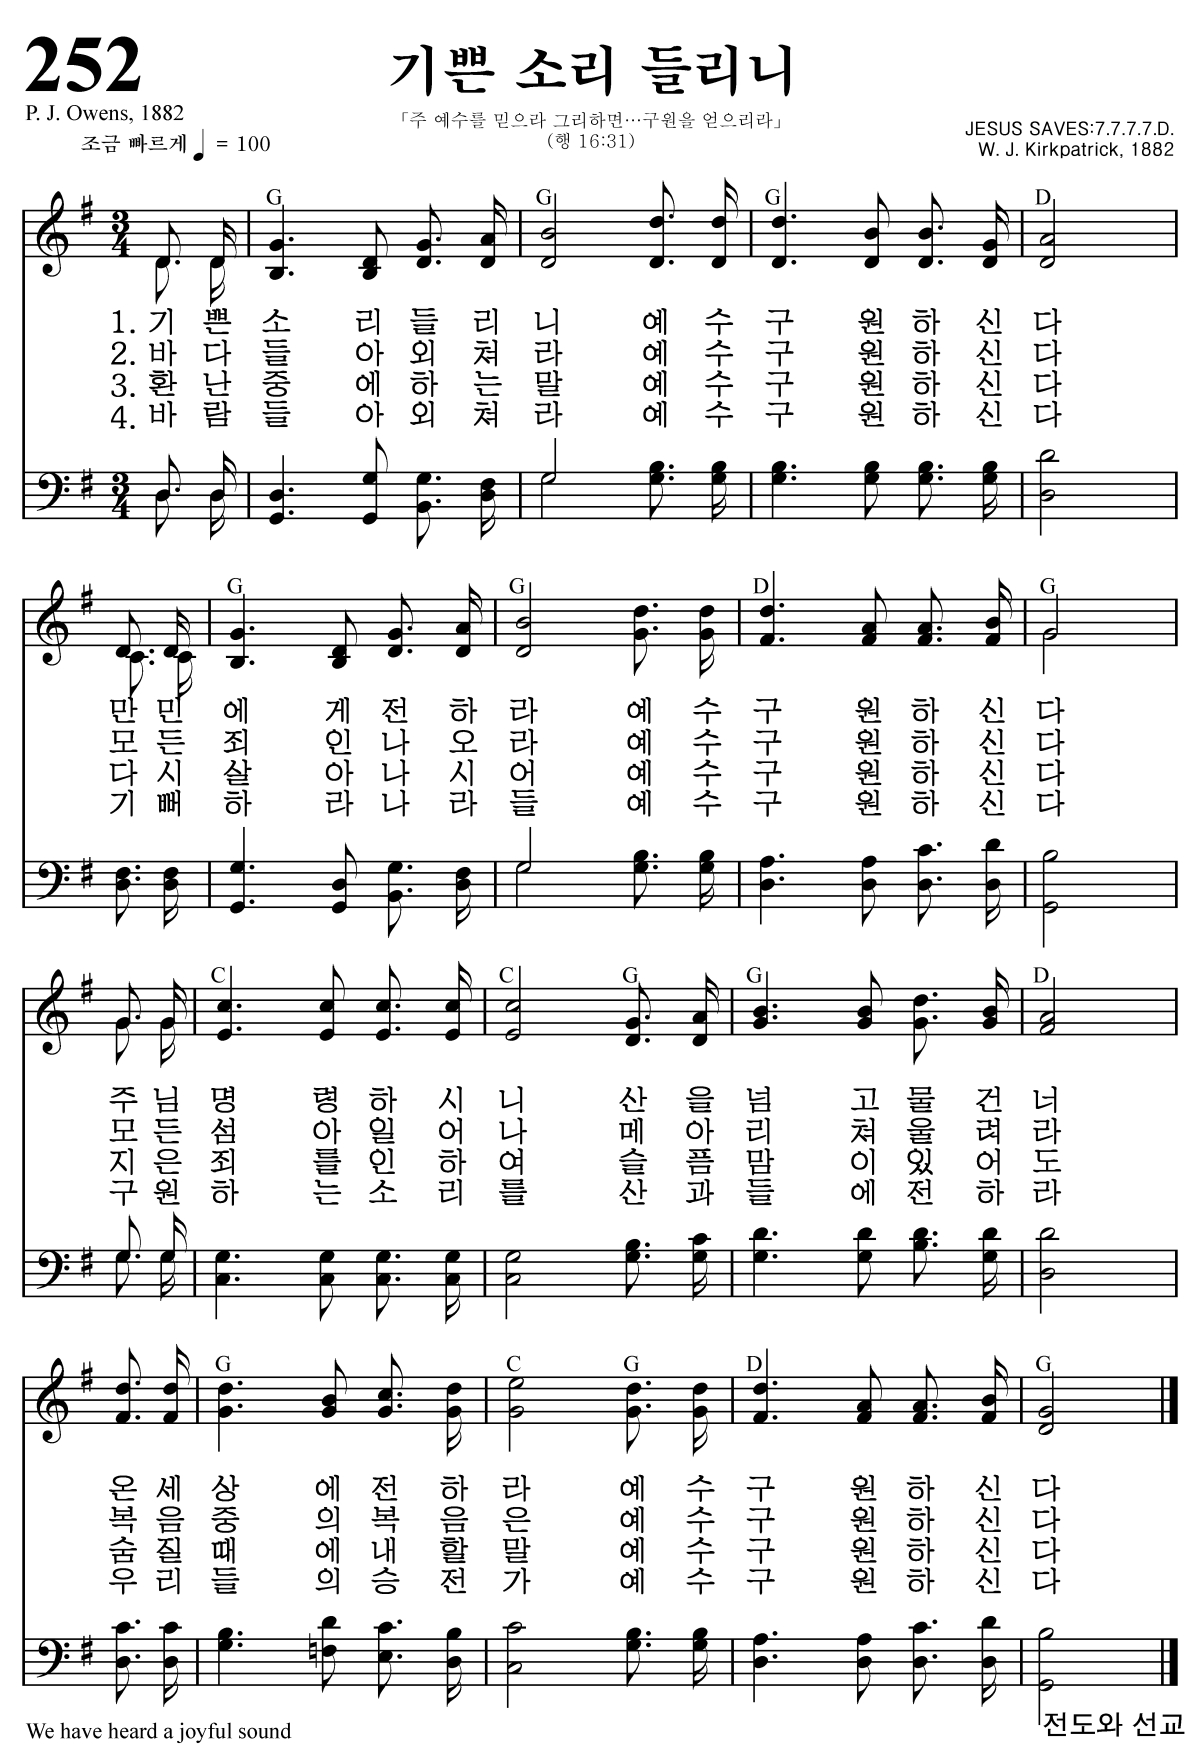 252
기쁜 소리 들리니
P. J. Owens, 1882
「주 예수를 믿으라 그리하면…구원을 얻으리라」
(행 16:31)
JESUS SAVES:7.7.7.7.D.
W. J. Kirkpatrick, 1882
조금 빠르게 ♩ = 100
3 4
G G G D
1. 기 쁜 소 리 들 리 니 예 수 구 원 하 신 다
2. 바 다 들 아 외 쳐 라 예 수 구 원 하 신 다
3. 환 난 중 에 하 는 말 예 수 구 원 하 신 다
4. 바 람 들 아 외 쳐 라 예 수 구 원 하 신 다
3 4
G G D G
만 민 에 게 전 하 라 예 수 구 원 하 신 다
모 든 죄 인 나 오 라 예 수 구 원 하 신 다
다 시 살 아 나 시 어 예 수 구 원 하 신 다
기 뻐 하 라 나 라 들 예 수 구 원 하 신 다
C C G G D
주 님 명 령 하 시 니 산 을 넘 고 물 건 너
모 든 섬 아 일 어 나 메 아 리 쳐 울 려 라
지 은 죄 를 인 하 여 슬 픔 맘 이 있 어 도
구 원 하 는 소 리 를 산 과 들 에 전 하 라
G C G D G
온 세 상 에 전 하 라 예 수 구 원 하 신 다
복 음 중 의 복 음 은 예 수 구 원 하 신 다
숨 질 때 에 내 할 말 예 수 구 원 하 신 다
우 리 들 의 승 전 가 예 수 구 원 하 신 다
We have heard a joyful sound
전도와 선교